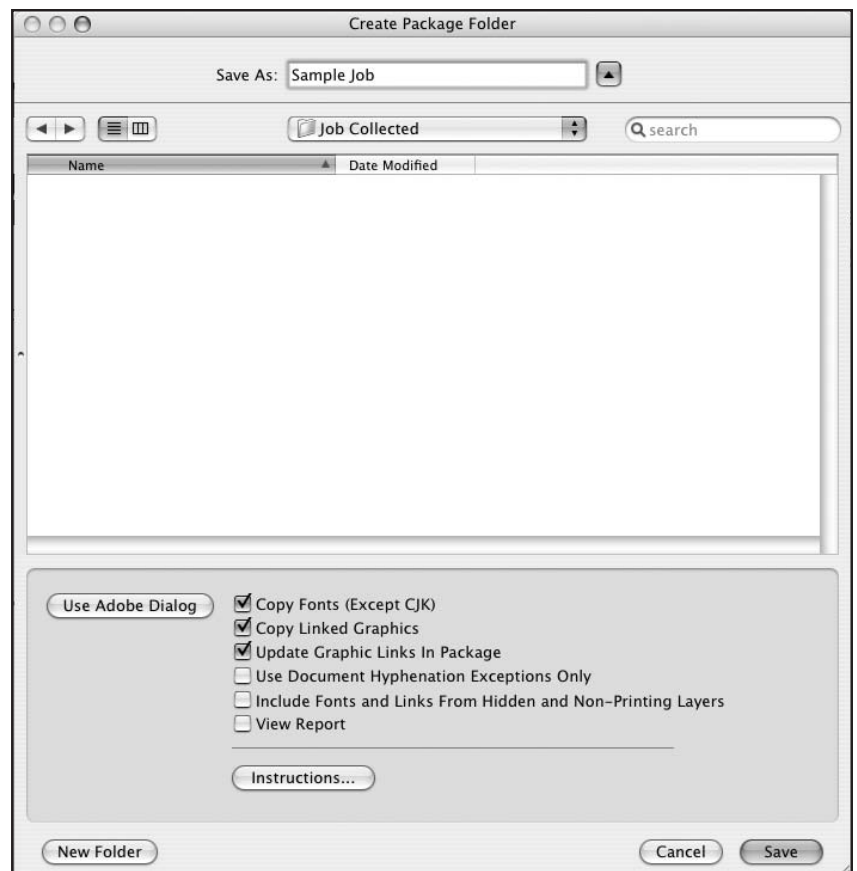 Create Package Folder
Save As: Sample Job
Job Collected
search
Name Date Modified
Use Adobe Dialog
Copy Fonts (Except CJK)
Copy Linked Graphics
Update Graphic Links In Package
Use Document Hyphenation Exceptions Only
Include Fonts and Links From Hidden and Non-Printing Layers
View Report
Instructions...
New Folder Cancel Save